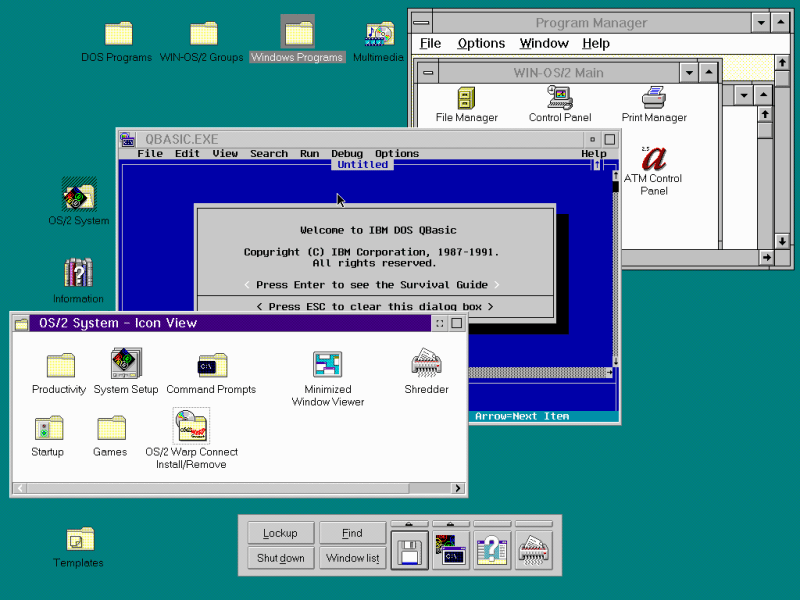 DOS Programs
WIN-OS/2 Groups
Windows Programs
Multimedia
Program Manager
File Options Window Help
WIN-OS/2 Main
File Manager
Control Panel
Print Manager
2.5
a
ATM Control
Panel
QBASIC.EXE
File Edit View Search Run Debug Options Help
Untitled
Welcome to IBM DOS QBasic
Copyright (C) IBM Corporation, 1987-1991.
All rights reserved.
< Press Enter to see the Survival Guide >
< Press ESC to clear this dialog box >
Arrow=Next Item
OS/2 System
Information
OS/2 System - Icon View
Productivity
System Setup
Command Prompts
Minimized
Window Viewer
Shredder
Startup
Games
OS/2 Warp Connect
Install/Remove
Templates
Lockup
Find
Shut down
Window list